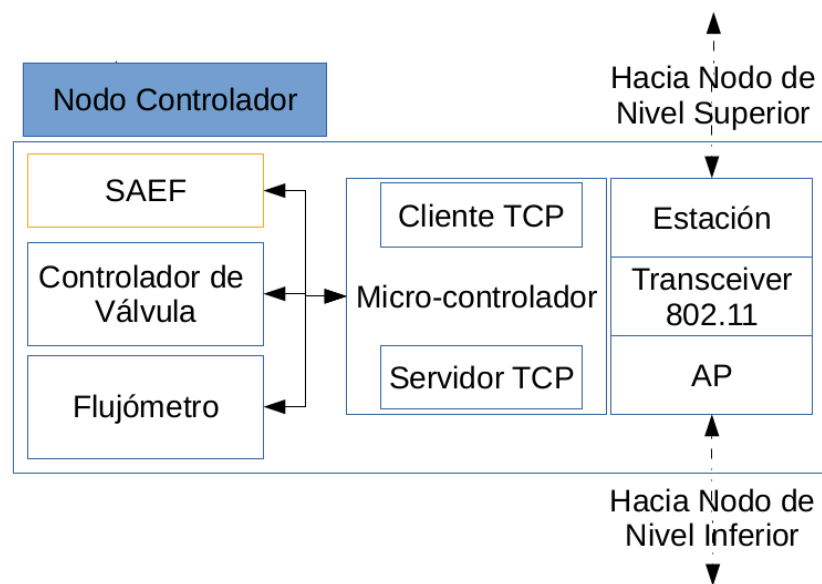 Nodo Controlador
Hacia Nodo de
Nivel Superior
SAEF
Controlador de
Válvula
Flujómetro
Cliente TCP
Micro-controlador
Servidor TCP
Estación
Transceiver
802.11
AP
Hacia Nodo de
Nivel Inferior